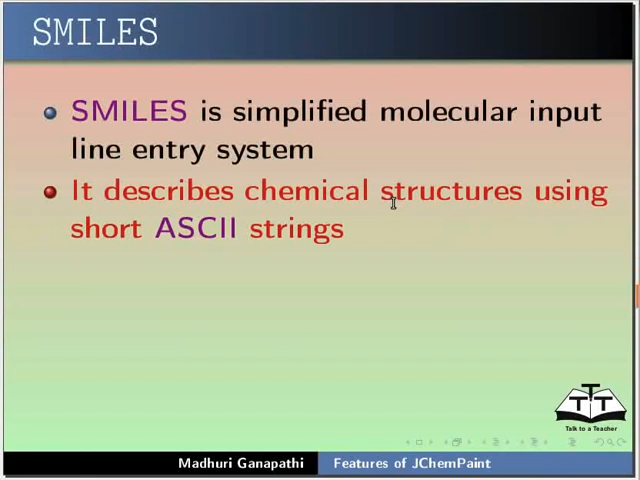 SMILES
SMILES is simplified molecular input
line entry system
It describes chemical structures using
short ASCII strings
TTT
Talk to a Teacher
Madhuri Ganapathi
Features of JChemPaint